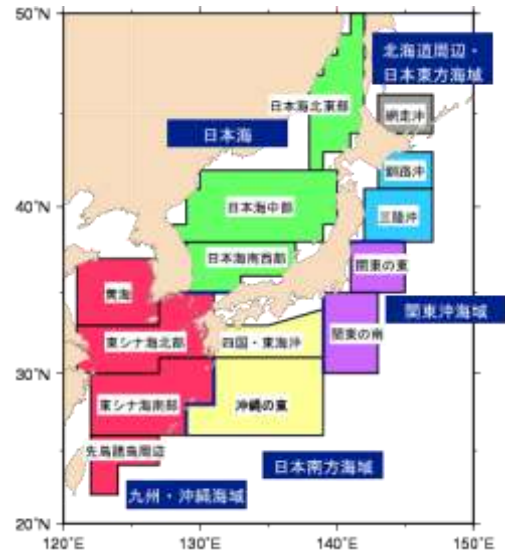 50˚N
北海道周辺・
日本東方海域
日本海北東部
網走沖
日本海
釧路沖
40˚N
日本海中部
三陸沖
日本海南西部
関東の東
黄海
関東沖海域
東シナ海北部
四国・東海沖
関東の南
30˚N
東シナ海南部
沖縄の東
先島諸島周辺
日本南方海域
九州・沖縄海域
20˚N
120˚E
130˚E
140˚E
150˚E